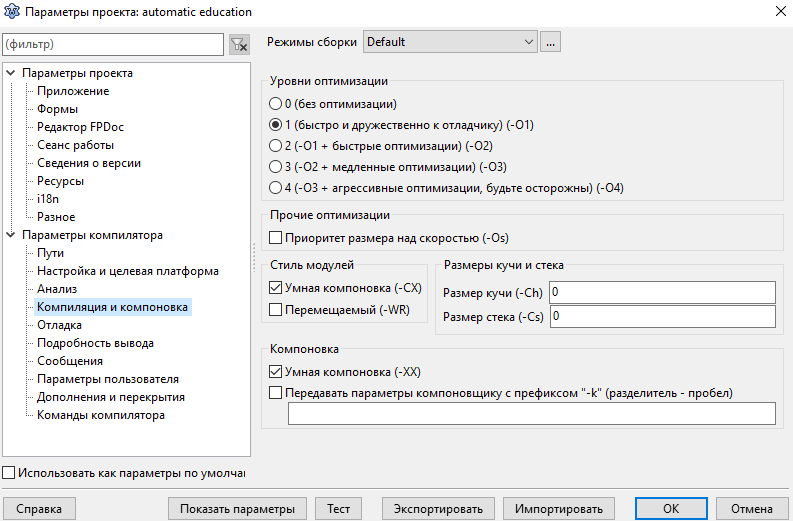 Параметры проекта: automatic education
(фильтр)
Режимы сборки
Default
...
Параметры проекта
Приложение
Формы
Редактор FPDoc
Сеанс работы
Сведения о версии
Ресурсы
i18n
Разное
Параметры компилятора
Пути
Настройка и целевая платформа
Анализ
Компиляция и компоновка
Отладка
Подробность вывода
Сообщения
Параметры пользователя
Дополнения и перекрытия
Команды компилятора
Уровни оптимизации
0 (без оптимизации)
1 (быстро и дружественно к отладчику) (-O1)
2 (-O1 + быстрые оптимизации) (-O2)
3 (-O2 + медленные оптимизации) (-O3)
4 (-O3 + агрессивные оптимизации, будьте осторожны) (-O4)
Прочие оптимизации
Приоритет размера над скоростью (-Os)
Стиль модулей
Умная компоновка (-CX)
Перемещаемый (-WR)
Размеры кучи и стека
Размер кучи (-Ch) 0
Размер стека (-Cs) 0
Компоновка
Умная компоновка (-XX)
Передавать параметры компоновщику с префиксом "-k" (разделитель - пробел)
Использовать как параметры по умолчан
Справка
Показать параметры
Тест
Экспортировать
Импортировать
OK
Отмена